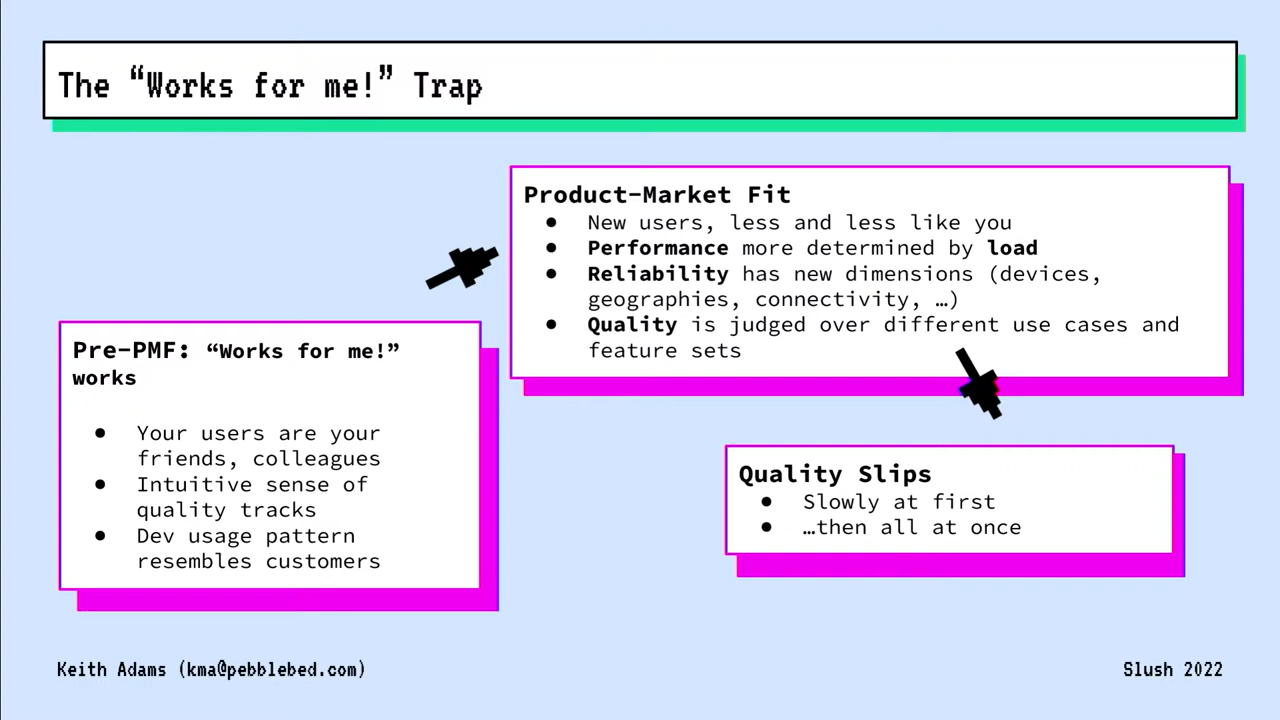 The “Works for me!” Trap
Product-Market Fit
● New users, less and less like you
● Performance more determined by load
● Reliability has new dimensions (devices,
geographies, connectivity, …)
● Quality is judged over different use cases and
feature sets
Pre-PMF: “Works for me!”
works
● Your users are your
friends, colleagues
● Intuitive sense of
quality tracks
● Dev usage pattern
resembles customers
Quality Slips
● Slowly at first
● …then all at once
Keith Adams (kma@pebblebed.com)
Slush 2022